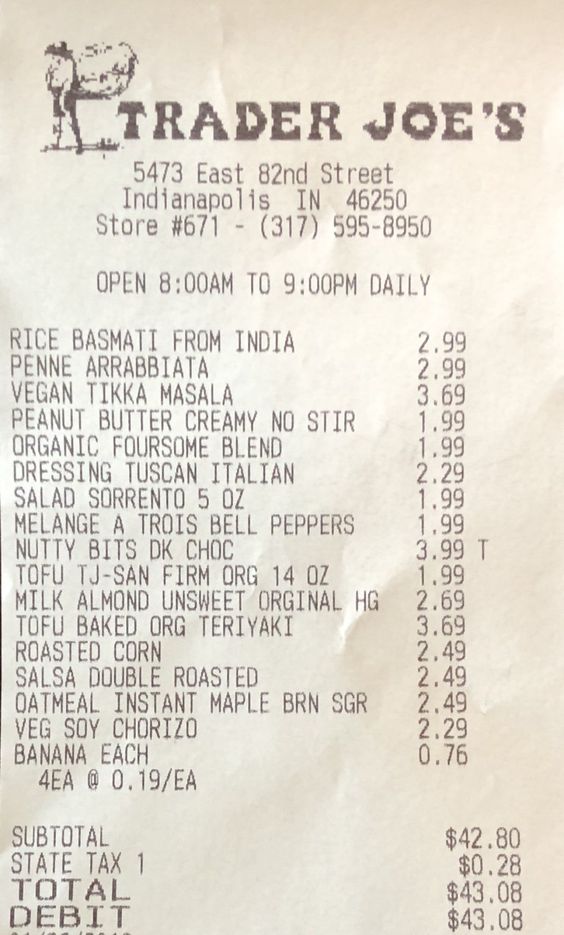 TRADER JOE'S
5473 East 82nd Street
Indianapolis IN 46250
Store #671 - (317) 595-8950
OPEN 8:00AM TO 9:00PM DAILY
RICE BASMATI FROM INDIA 2.99
PENNE ARRABBIATA 2.99
VEGAN TIKKA MASALA 3.69
PEANUT BUTTER CREAMY NO STIR 1.99
ORGANIC FOURSOME BLEND 1.99
DRESSING TUSCAN ITALIAN 2.29
SALAD SORRENTO 5 OZ 1.99
MELANGE A TROIS BELL PEPPERS 1.99
NUTTY BITS DK CHOC 3.99 T
TOFU TJ-SAN FIRM ORG 14 OZ 1.99
MILK ALMOND UNSWEET ORGINAL HG 2.69
TOFU BAKED ORG TERIYAKI 3.69
ROASTED CORN 2.49
SALSA DOUBLE ROASTED 2.49
OATMEAL INSTANT MAPLE BRN SGR 2.49
VEG SOY CHORIZO 2.29
BANANA EACH 0.76
4EA @ 0.19/EA
SUBTOTAL $42.80
STATE TAX 1 $0.28
TOTAL $43.08
DEBIT $43.08